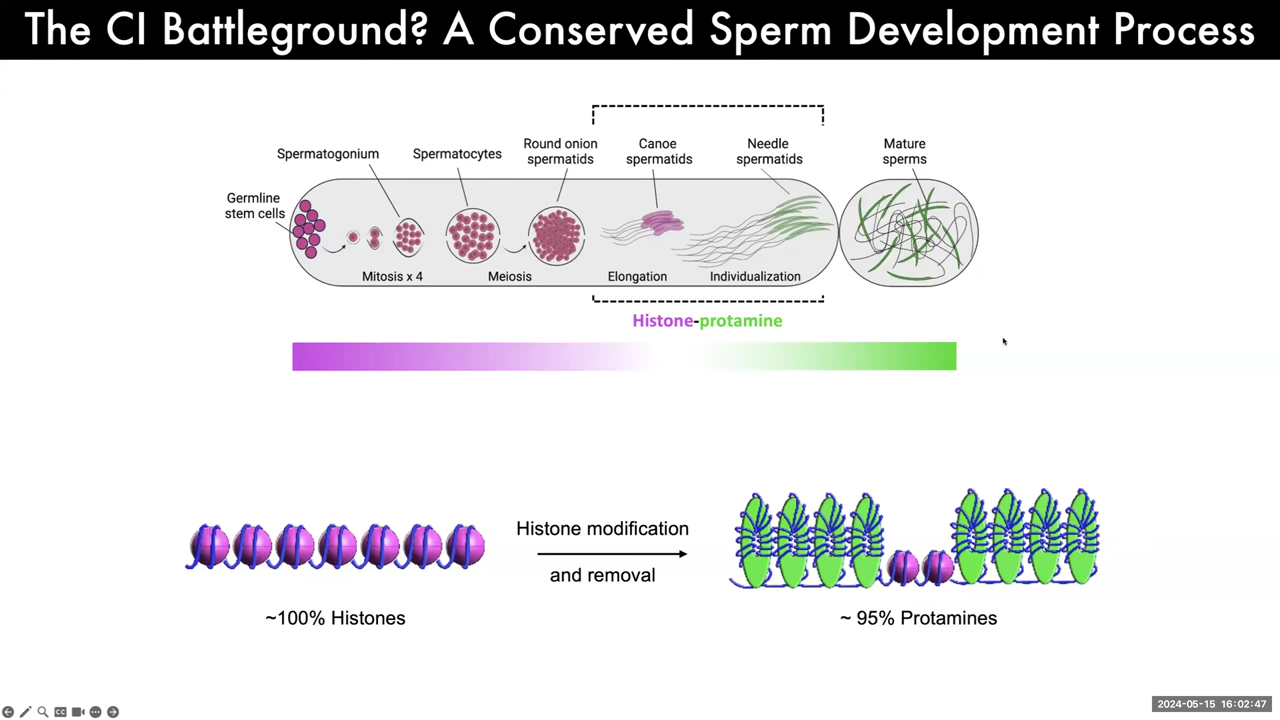 The CI Battleground? A Conserved Sperm Development Process
Germline
stem cells
Spermatogonium
Spermatocytes
Round onion
spermatids
Canoe
spermatids
Needle
spermatids
Mature
sperms
Mitosis x 4
Meiosis
Elongation
Individualization
Histone-protamine
Histone modification
and removal
~100% Histones
~ 95% Protamines
CC
2024-05-15 16:02:47